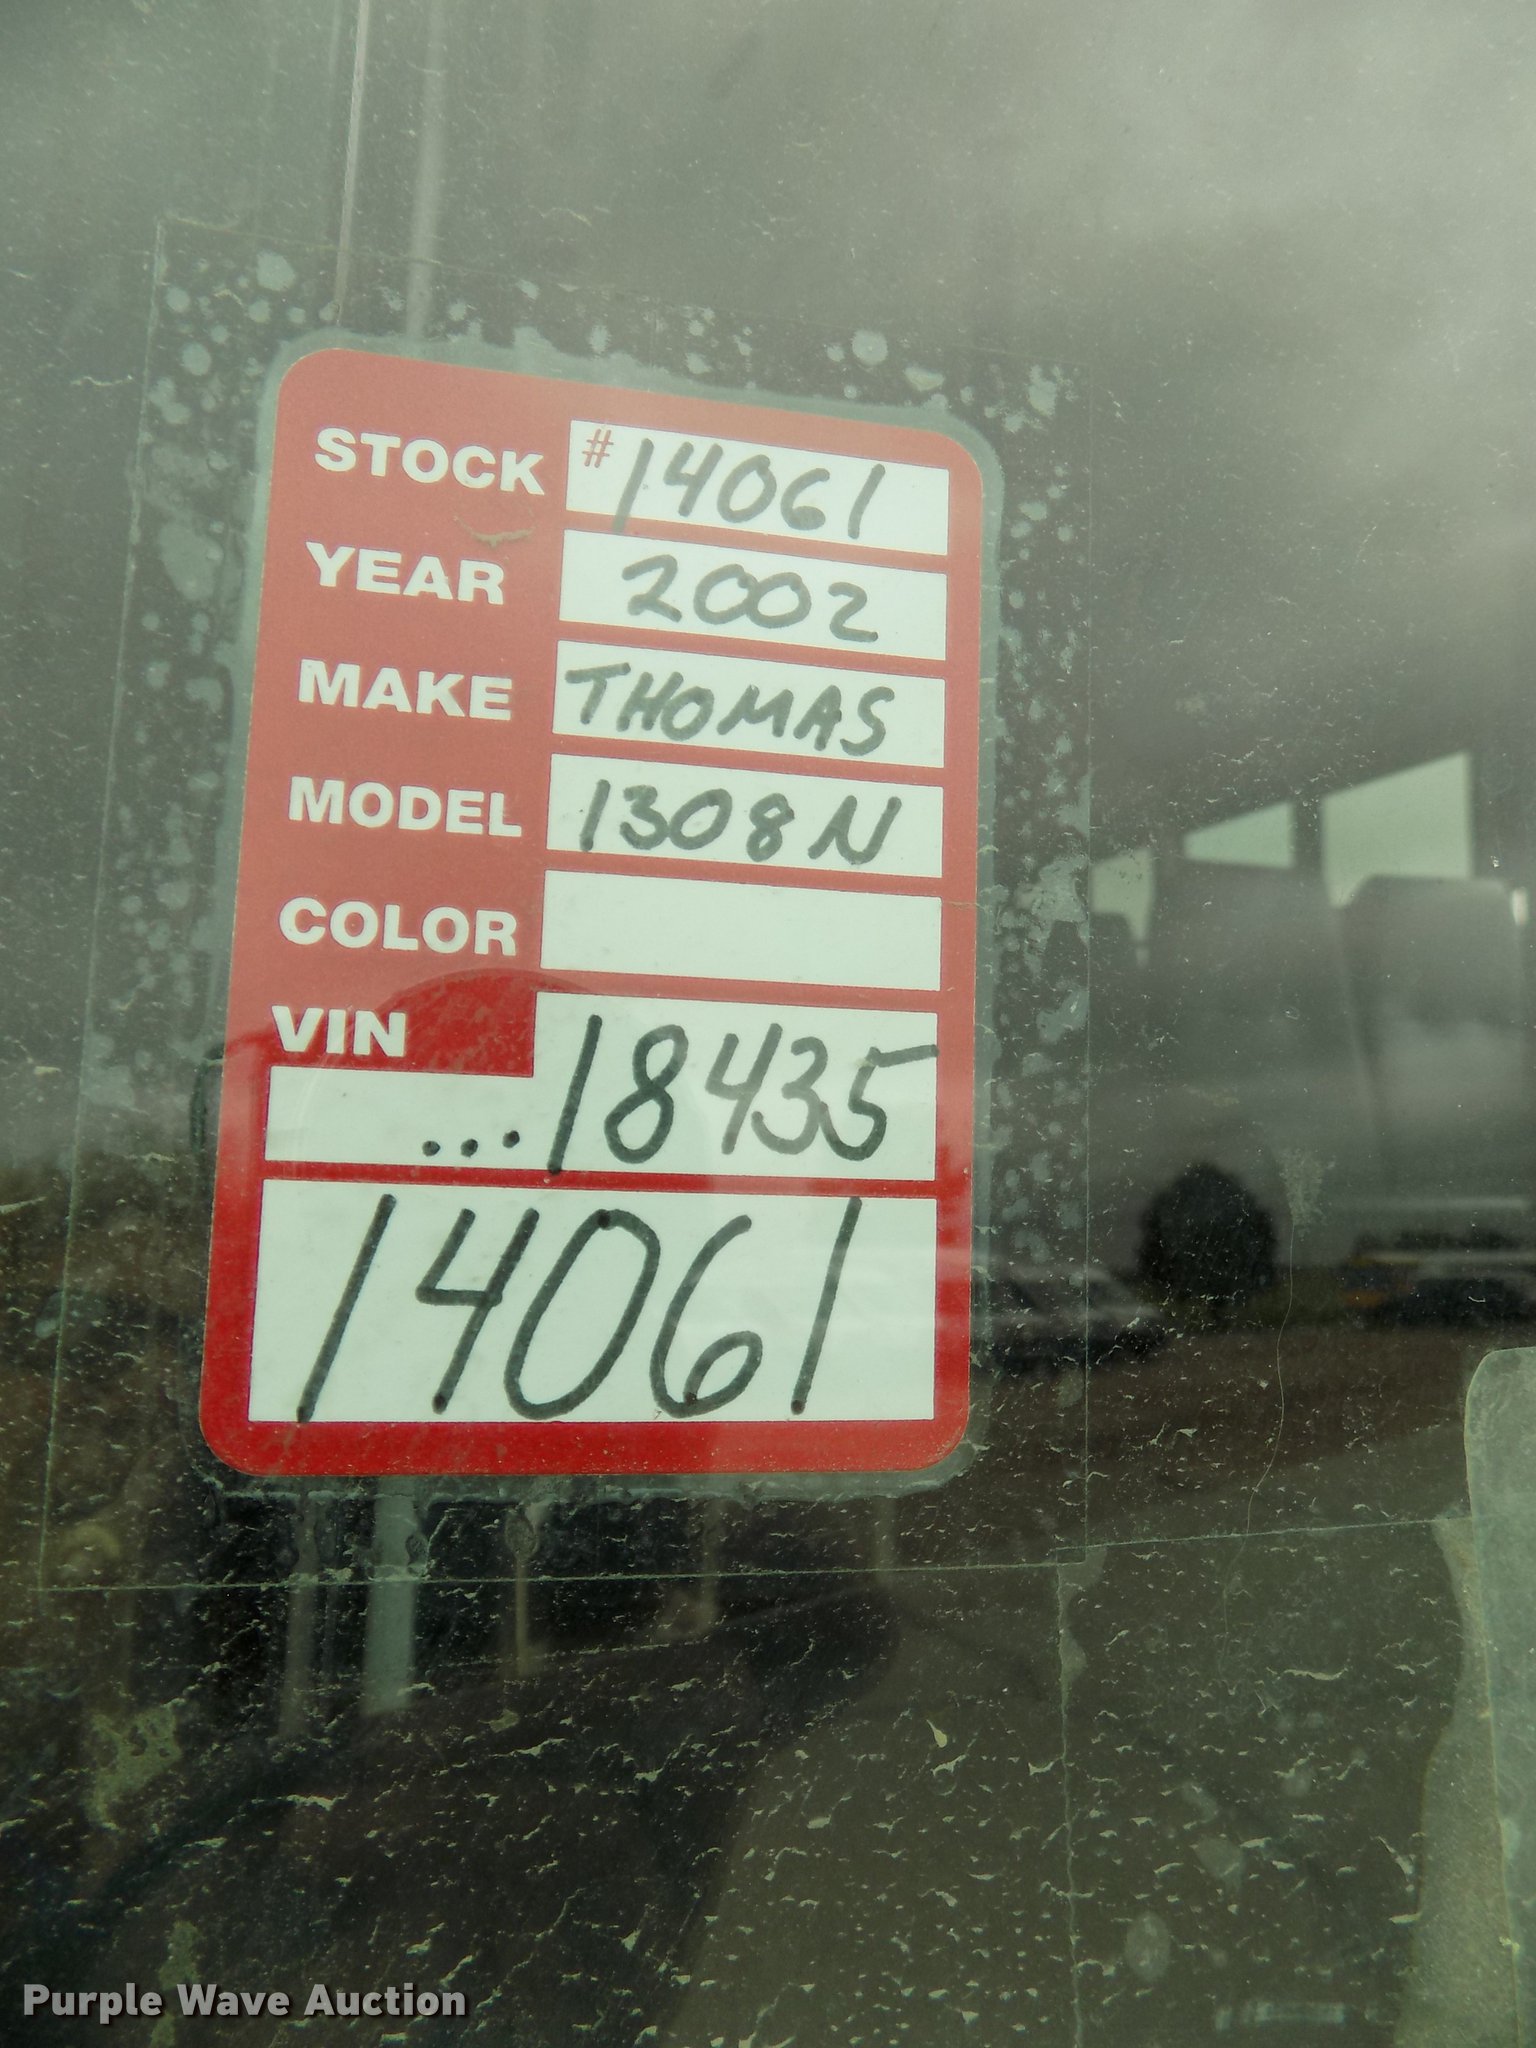 STOCK #14061
YEAR 2002
MAKE THOMAS
MODEL 1308N
COLOR
VIN
...18435
14061
Purple Wave Auction